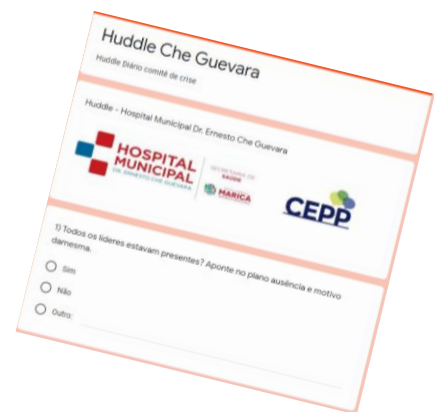 Huddle Che Guevara
Huddle Diário comitê de crise
Huddle - Hospital Municipal Dr. Ernesto Che Guevara
HOSPITAL
MUNICIPAL
DR. ERNESTO CHE GUEVARA
SECRETARIA DE
SAÚDE
MARICÁ
CEPP
1) Todos os líderes estavam presentes? Aponte no plano ausência e motivo
damesma.
Sim
Não
Outro: